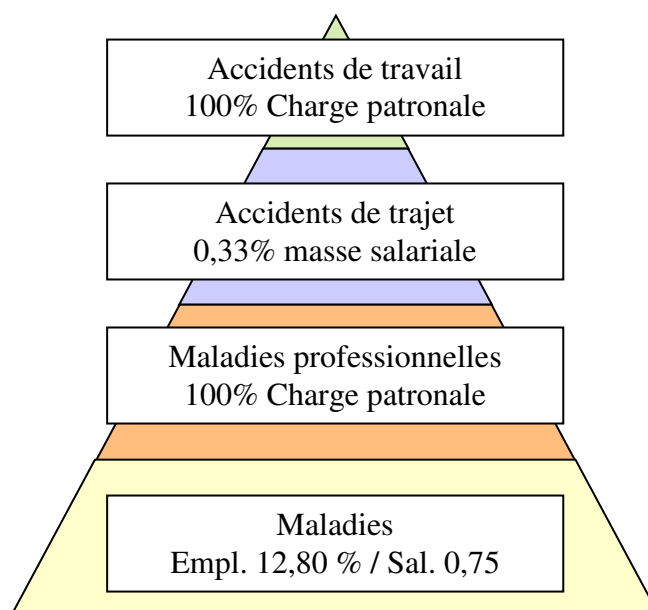 Accidents de travail
100% Charge patronale
Accidents de trajet
0,33% masse salariale
Maladies professionnelles
100% Charge patronale
Maladies
Empl. 12,80 % / Sal. 0,75